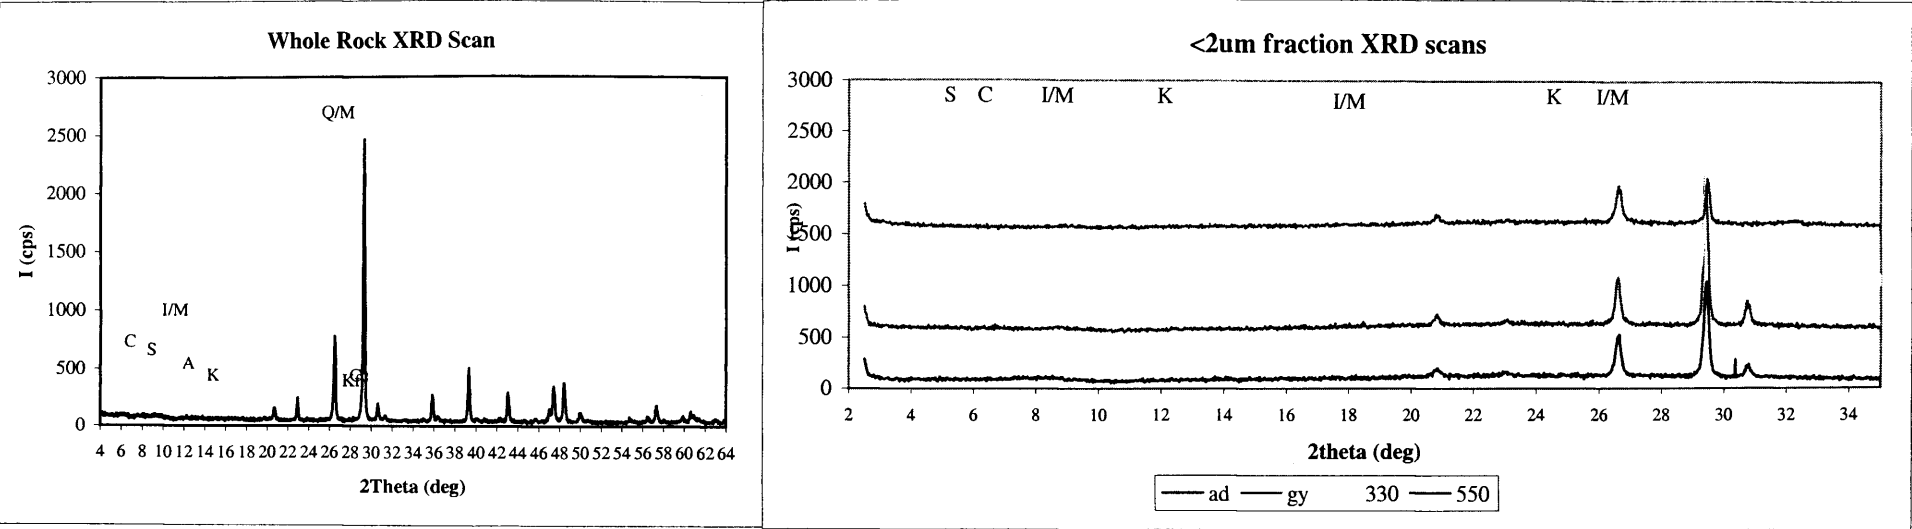 Whole Rock XRD Scan
3000
2500
2000
1500
1000
500
0
I (cps)
Q/M
I/M
C
S
A
K
4 6 8 10 12 14 16 18 20 22 24 26 28 30 32 34 36 38 40 42 44 46 48 50 52 54 56 58 60 62 64
2Theta (deg)
<2um fraction XRD scans
3000
2500
2000
1500
1000
500
0
I (cps)
S C I/M K I/M K I/M
2 4 6 8 10 12 14 16 18 20 22 24 26 28 30 32 34
2theta (deg)
ad gy 330 550